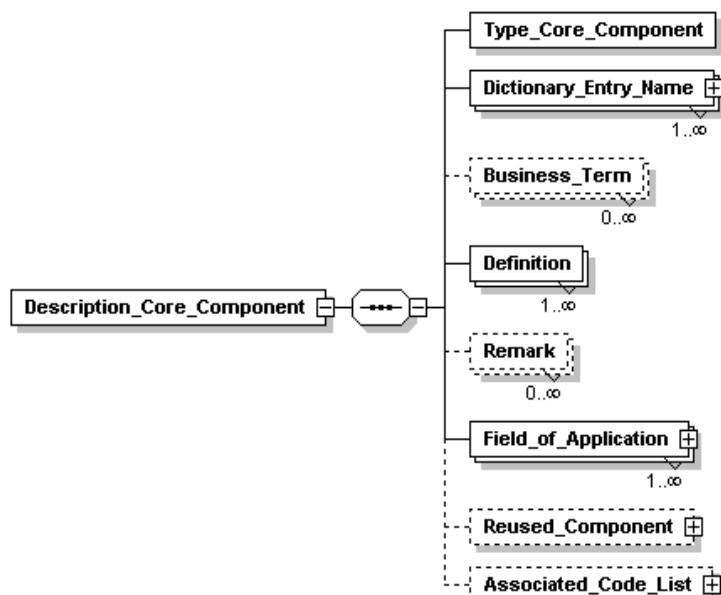 Type_Core_Component
Dictionary_Entry_Name
1..∞
Business_Term
0..∞
Definition
1..∞
Description_Core_Component
Remark
0..∞
Field_of_Application
1..∞
Reused_Component
Associated_Code_List